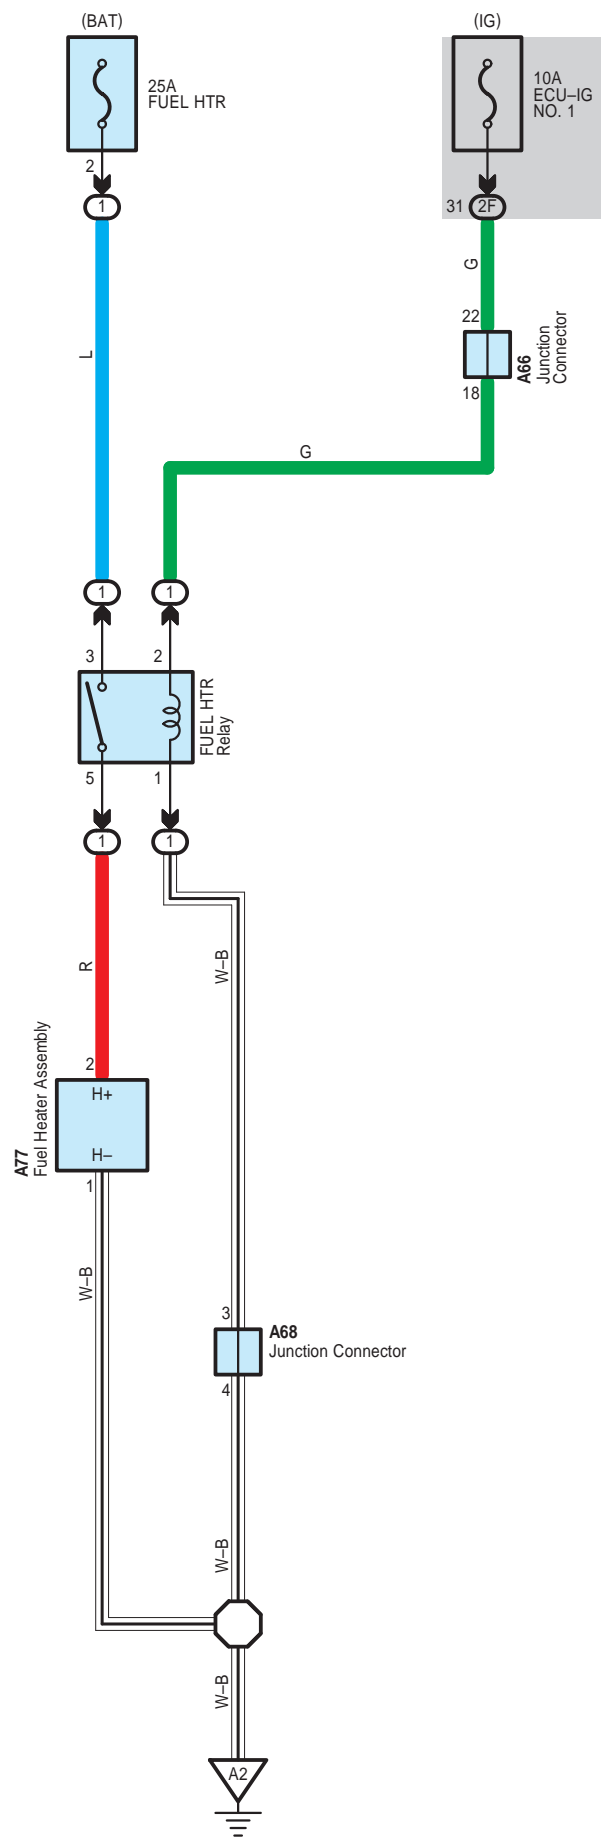 (BAT)
(IG)
25A
FUEL HTR
10A
ECU–IG
NO. 1
2
1
31
2F
L
G
22
A66
Junction
Connector
18
G
1
1
3
2
FUEL HTR
Relay
5
1
1
1
R
W–B
2
A77
Fuel Heater Assembly
H+
H–
1
W–B
W–B
3
A68
Junction Connector
4
W–B
W–B
A2